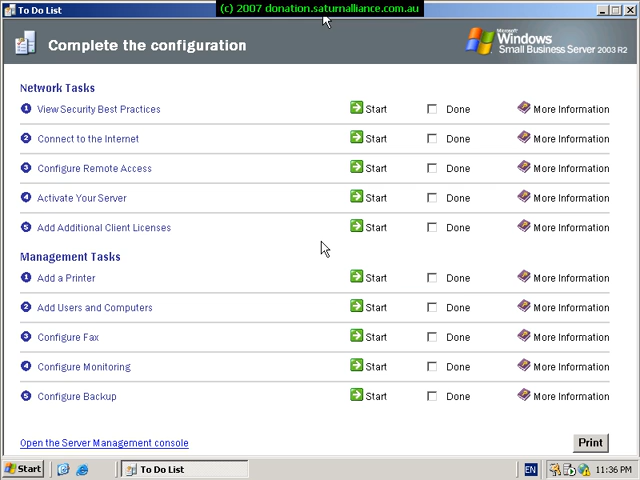 To Do List
(c) 2007 donation.saturnalliance.com.au
Complete the configuration
Microsoft
Windows
Small Business Server 2003 R2
Network Tasks
1 View Security Best Practices Start Done More Information
2 Connect to the Internet Start Done More Information
3 Configure Remote Access Start Done More Information
4 Activate Your Server Start Done More Information
5 Add Additional Client Licenses Start Done More Information
Management Tasks
1 Add a Printer Start Done More Information
2 Add Users and Computers Start Done More Information
3 Configure Fax Start Done More Information
4 Configure Monitoring Start Done More Information
5 Configure Backup Start Done More Information
Open the Server Management console Print
Start To Do List EN 11:36 PM